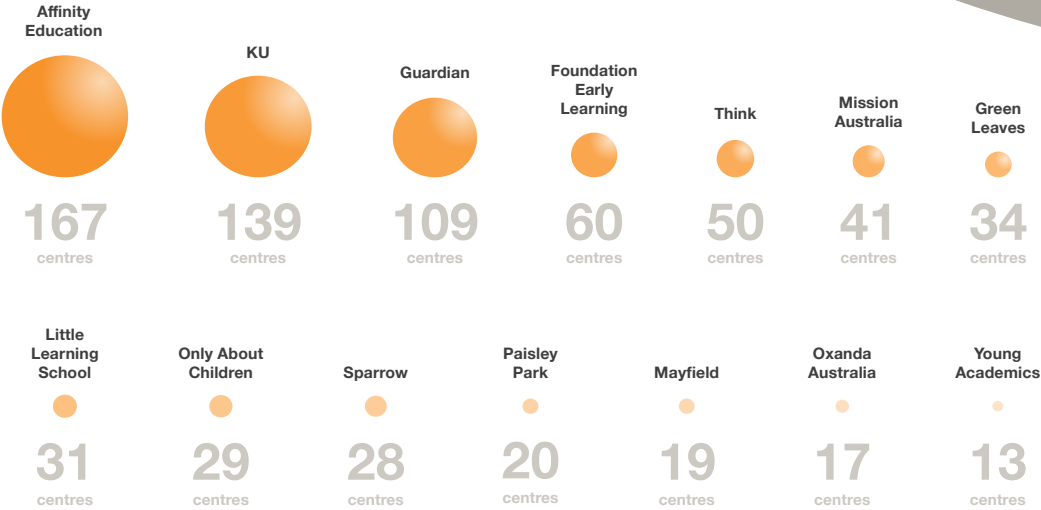 Affinity
Education
167
centres
KU
139
centres
Guardian
109
centres
Foundation
Early
Learning
60
centres
Think
50
centres
Mission
Australia
41
centres
Green
Leaves
34
centres
Little
Learning
School
31
centres
Only About
Children
29
centres
Sparrow
28
centres
Paisley
Park
20
centres
Mayfield
19
centres
Oxanda
Australia
17
centres
Young
Academics
13
centres